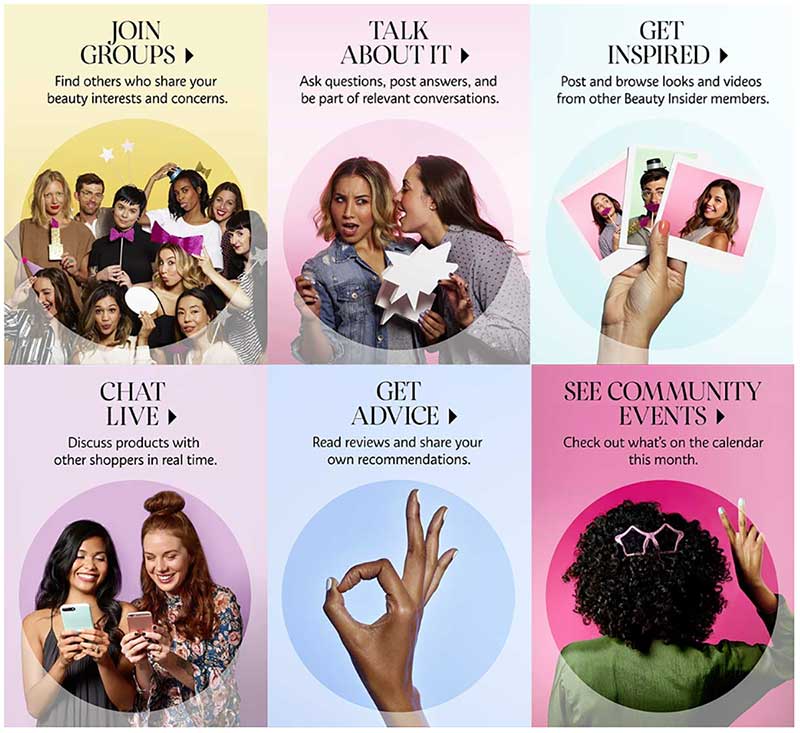 JOIN
GROUPS ▶
Find others who share your
beauty interests and concerns.
TALK
ABOUT IT ▶
Ask questions, post answers, and
be part of relevant conversations.
GET
INSPIRED ▶
Post and browse looks and videos
from other Beauty Insider members.
CHAT
LIVE ▶
Discuss products with
other shoppers in real time.
GET
ADVICE ▶
Read reviews and share your
own recommendations.
SEE COMMUNITY
EVENTS ▶
Check out what's on the calendar
this month.